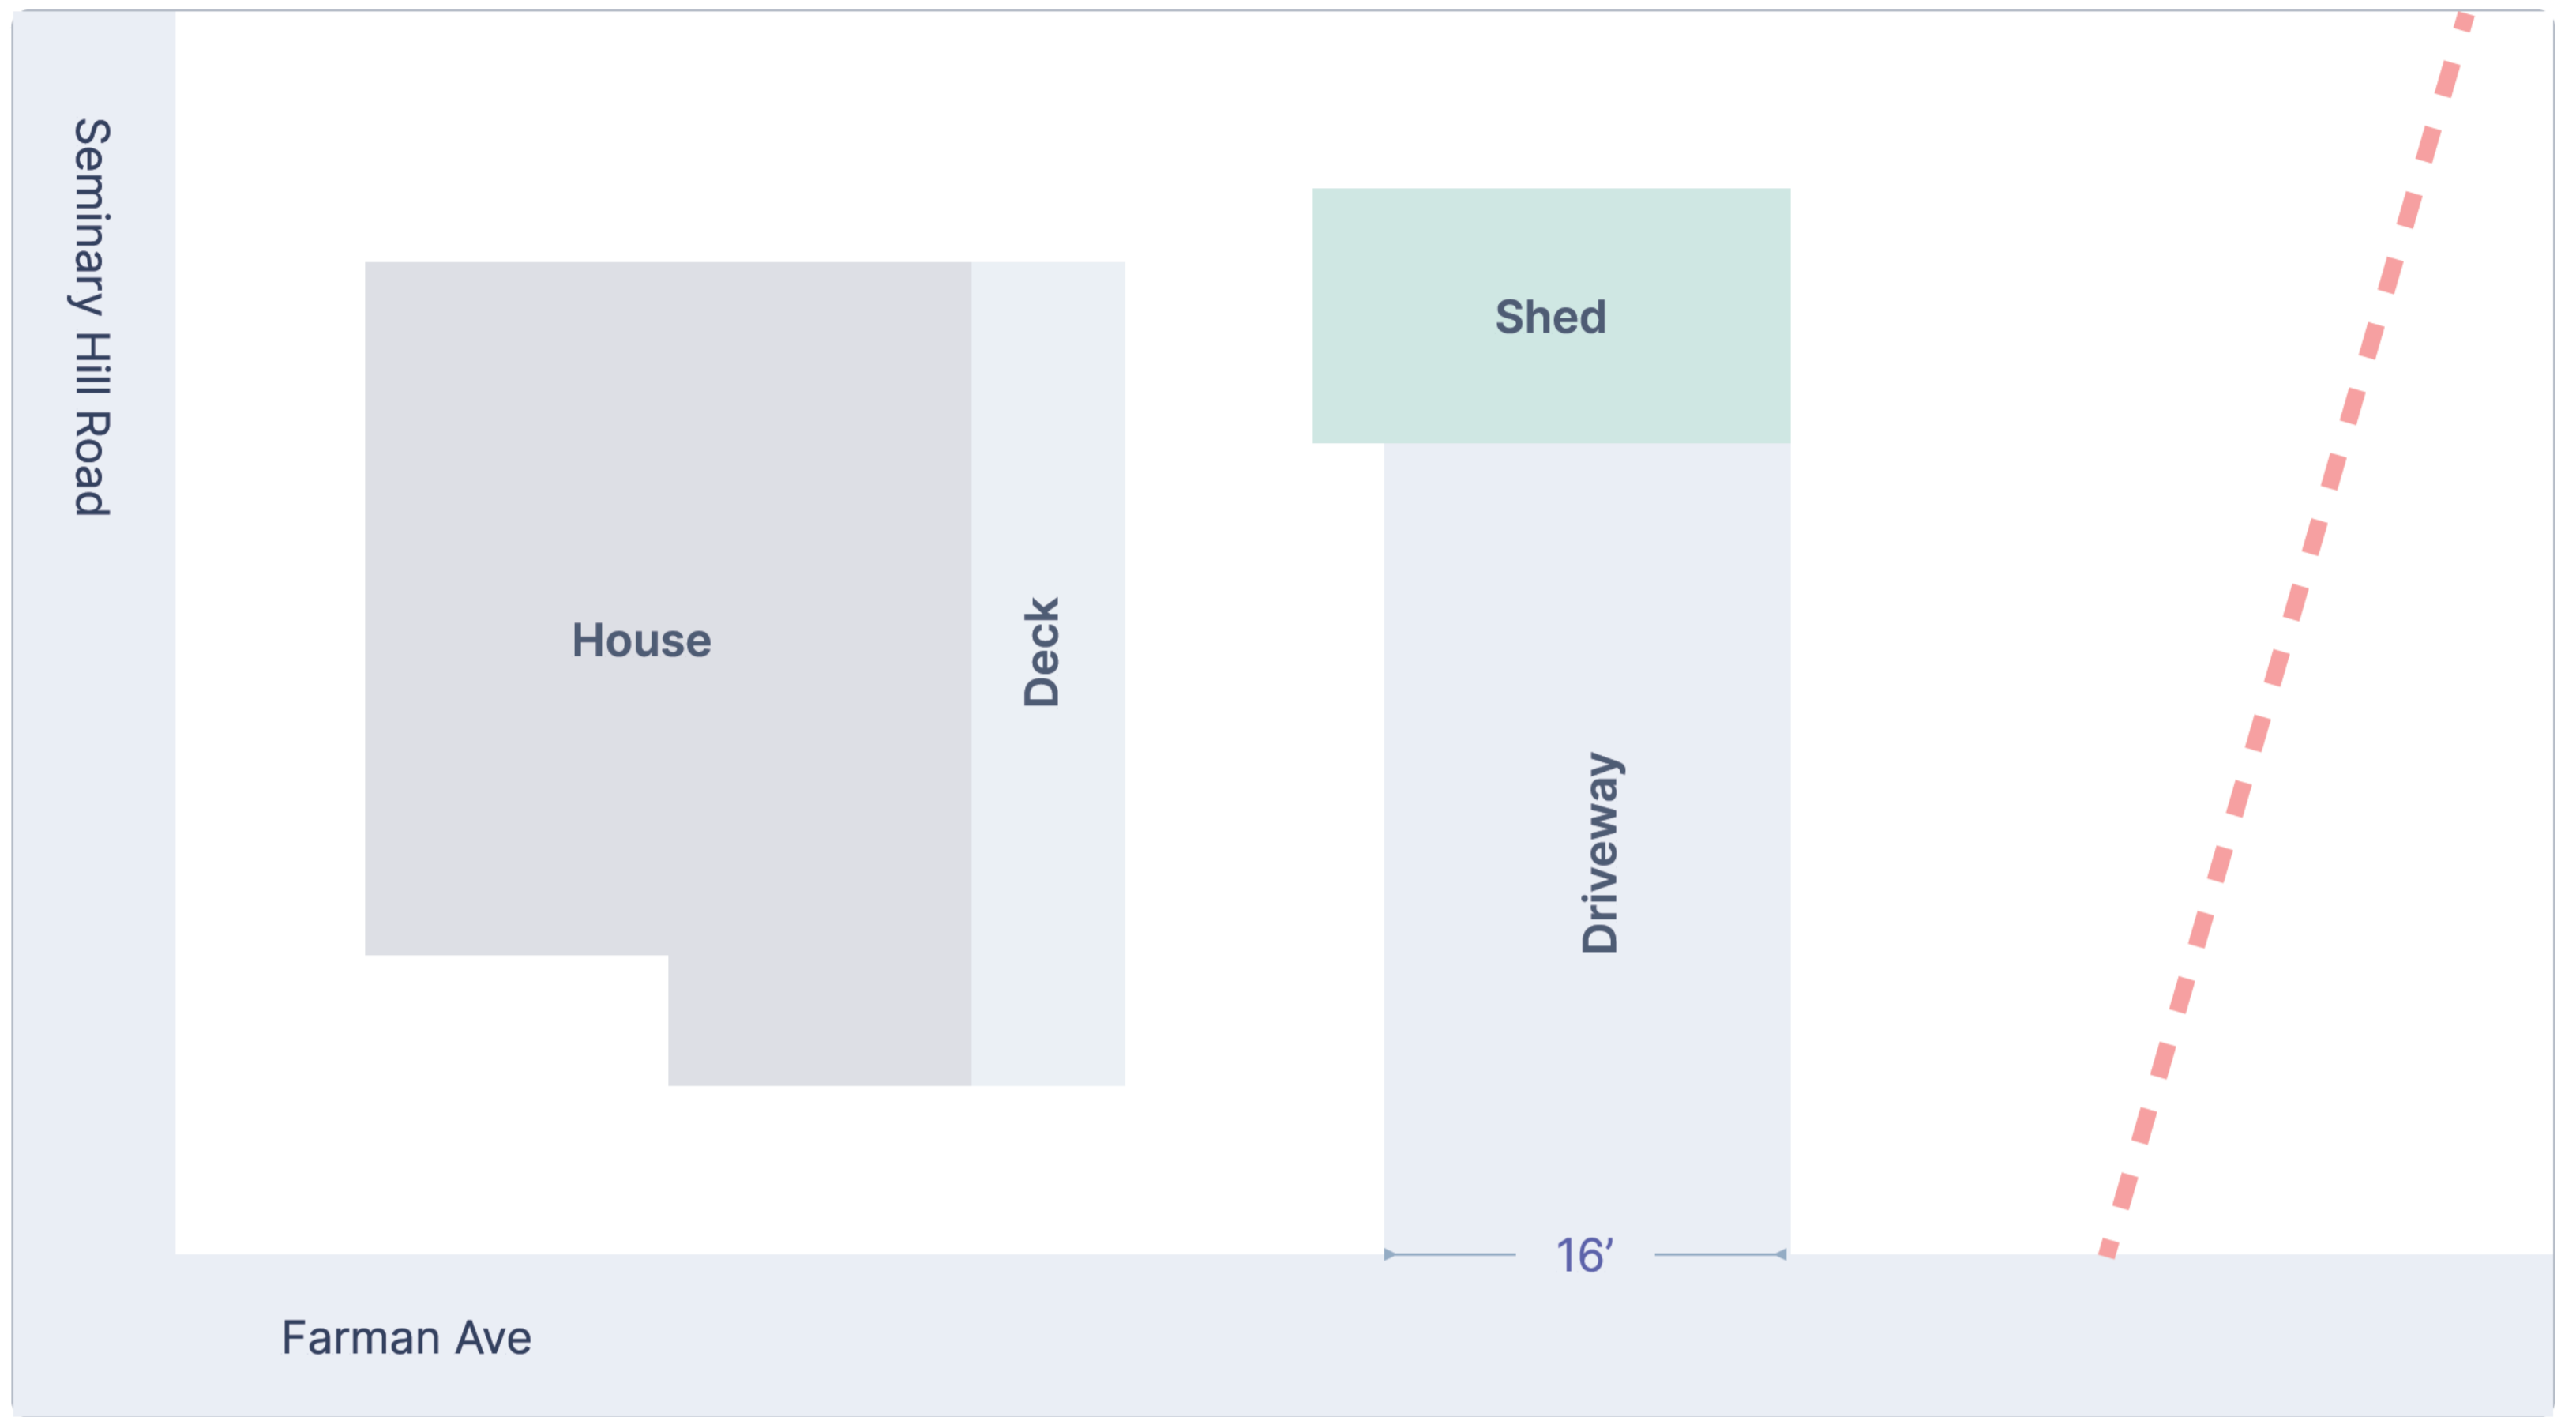 Seminary Hill Road
Shed
House
Deck
Driveway
16’
Farman Ave